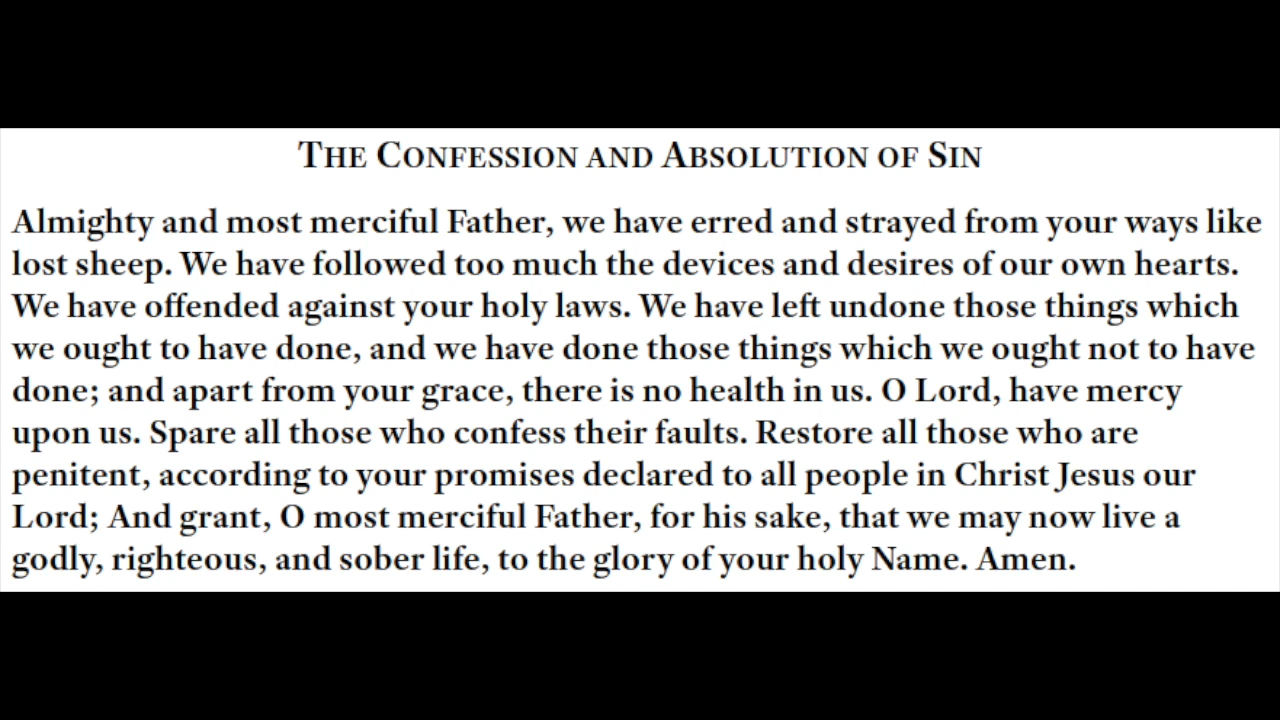 THE CONFESSION AND ABSOLUTION OF SIN
Almighty and most merciful Father, we have erred and strayed from your ways like
lost sheep. We have followed too much the devices and desires of our own hearts.
We have offended against your holy laws. We have left undone those things which
we ought to have done, and we have done those things which we ought not to have
done; and apart from your grace, there is no health in us. O Lord, have mercy
upon us. Spare all those who confess their faults. Restore all those who are
penitent, according to your promises declared to all people in Christ Jesus our
Lord; And grant, O most merciful Father, for his sake, that we may now live a
godly, righteous, and sober life, to the glory of your holy Name. Amen.